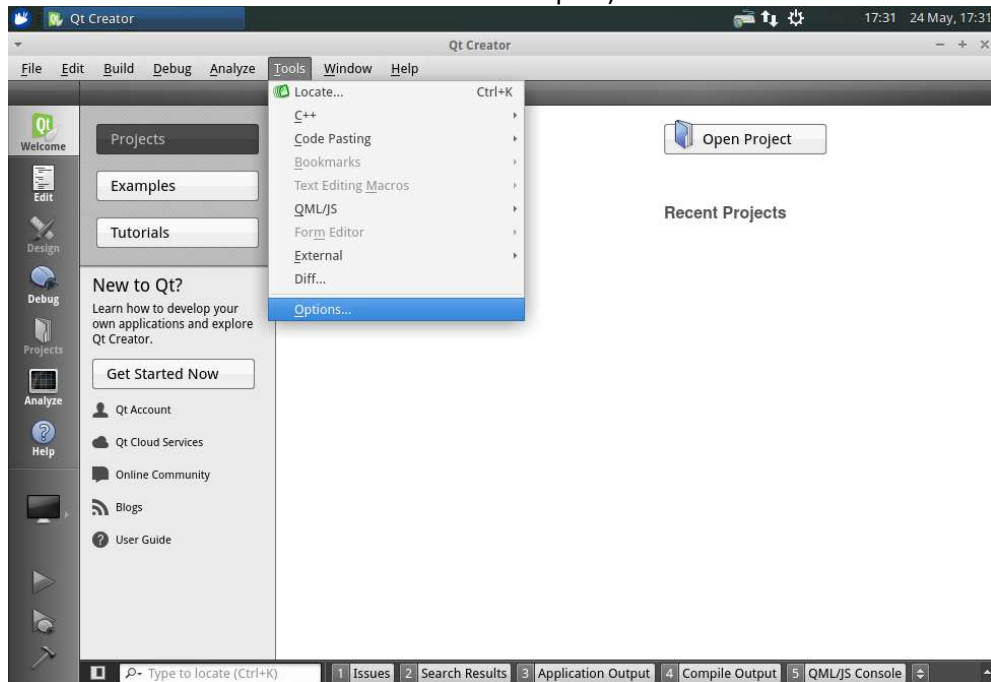 Qt Creator
17:31 24 May, 17:31
Qt Creator
File Edit Build Debug Analyze Tools Window Help
Locate... Ctrl+K
C++
Code Pasting
Bookmarks
Text Editing Macros
QML/JS
Form Editor
External
Diff...
Options...
Qt
Welcome
Edit
Design
Debug
Projects
Analyze
Help
Projects
Examples
Tutorials
New to Qt?
Learn how to develop your
own applications and explore
Qt Creator.
Get Started Now
Qt Account
Qt Cloud Services
Online Community
Blogs
User Guide
Open Project
Recent Projects
Type to locate (Ctrl+K) 1 Issues 2 Search Results 3 Application Output 4 Compile Output 5 QML/JS Console